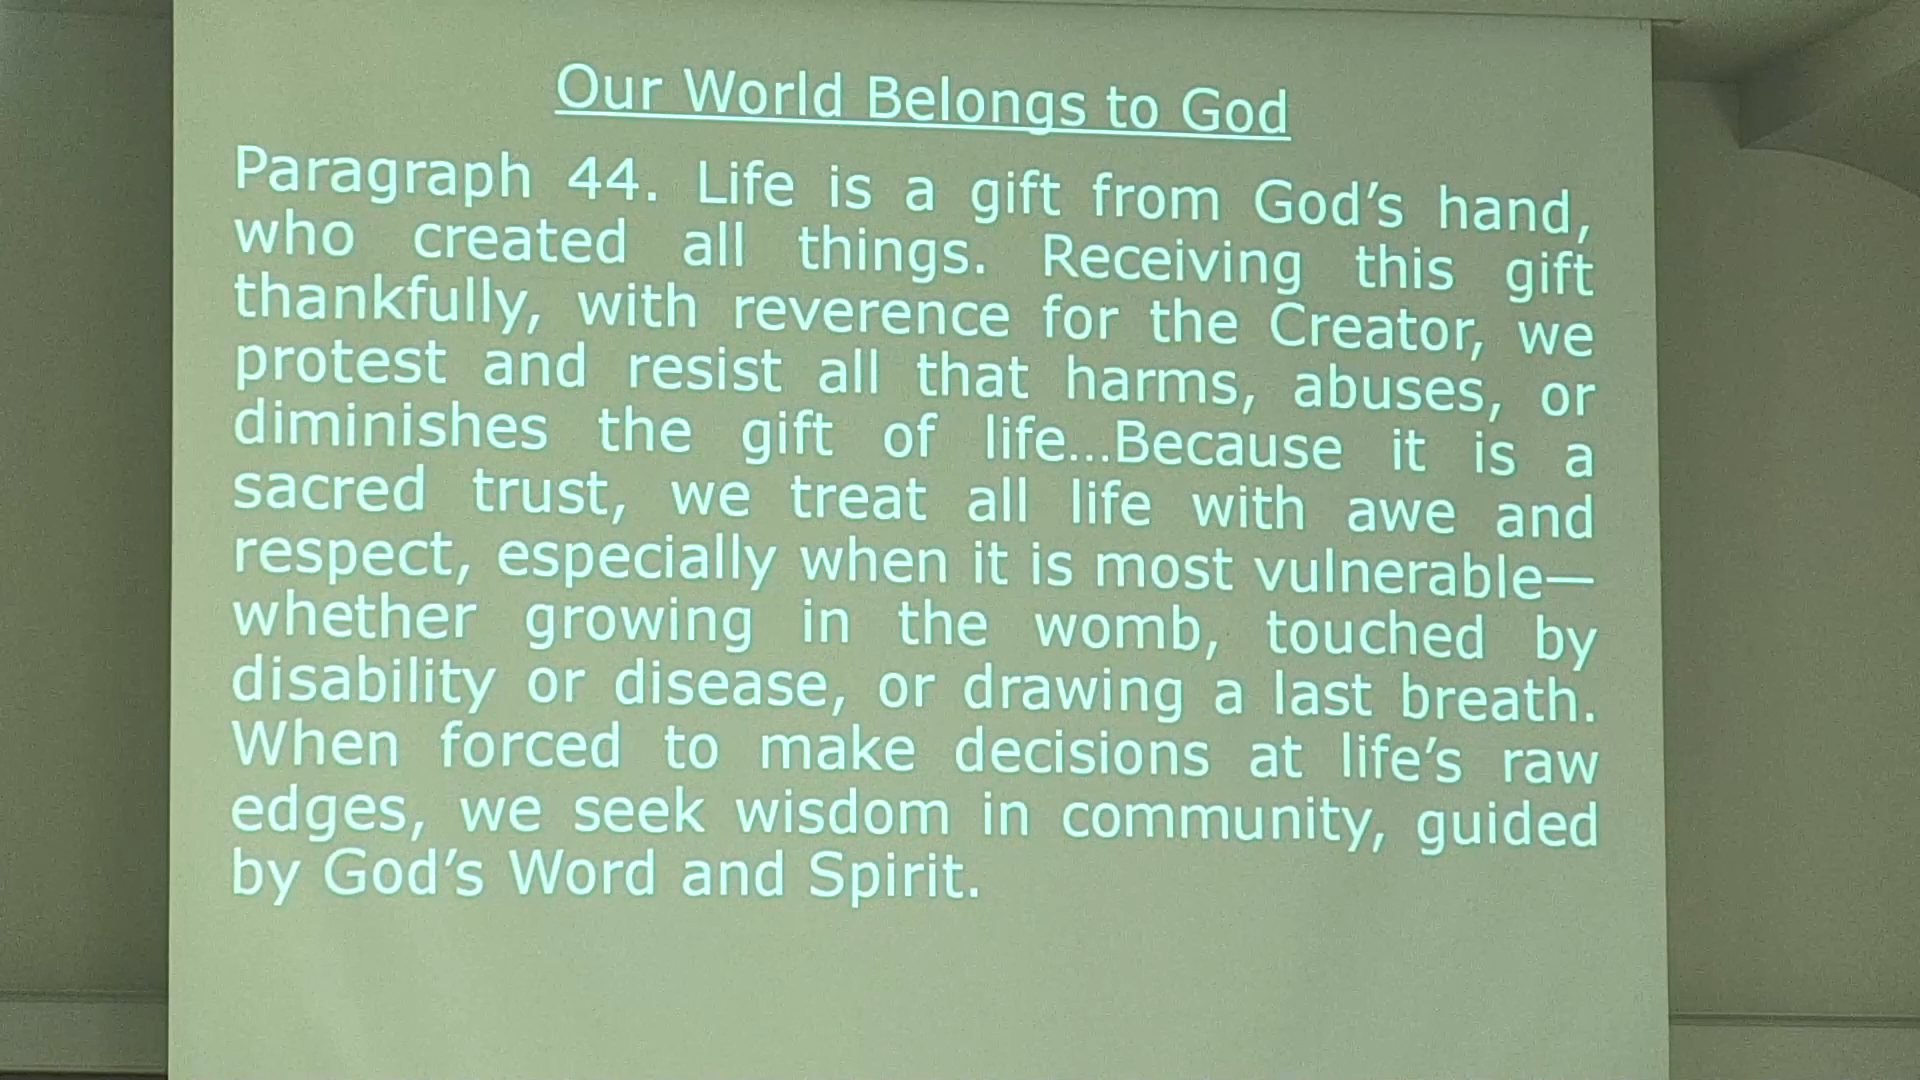 Our World Belongs to God
Paragraph 44. Life is a gift from God’s hand,
who created all things. Receiving this gift
thankfully, with reverence for the Creator, we
protest and resist all that harms, abuses, or
diminishes the gift of life...Because it is a
sacred trust, we treat all life with awe and
respect, especially when it is most vulnerable—
whether growing in the womb, touched by
disability or disease, or drawing a last breath.
When forced to make decisions at life’s raw
edges, we seek wisdom in community, guided
by God’s Word and Spirit.